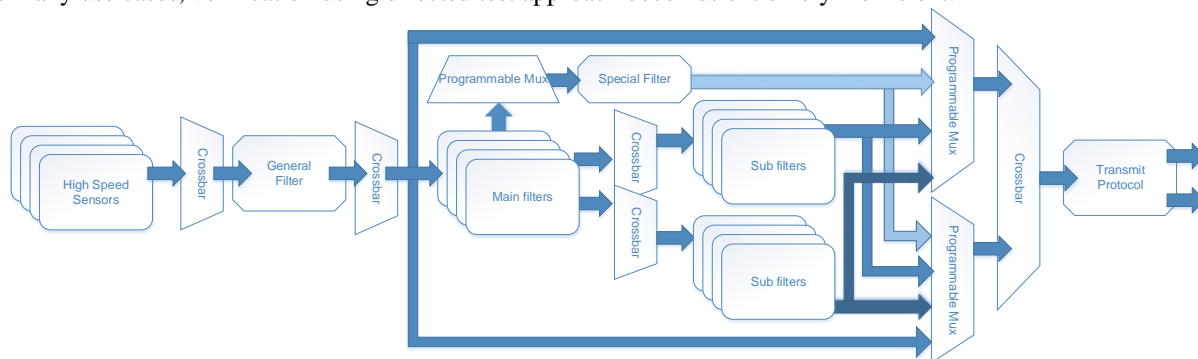 Programmable Mux
Special Filter
High Speed
Sensors
Crossbar
General
Filter
Crossbar
Main filters
Crossbar
Crossbar
Sub filters
Sub filters
Programmable Mux
Programmable Mux
Crossbar
Transmit
Protocol